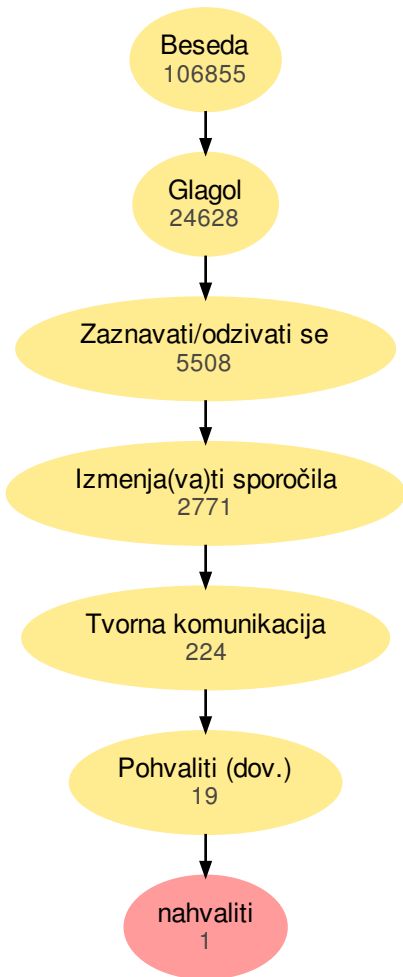 Beseda
106855
Glagol
24628
Zaznavati/odzivati se
5508
Izmenja(va)ti sporočila
2771
Tvorna komunikacija
224
Pohvaliti (dov.)
19
nahvaliti
1